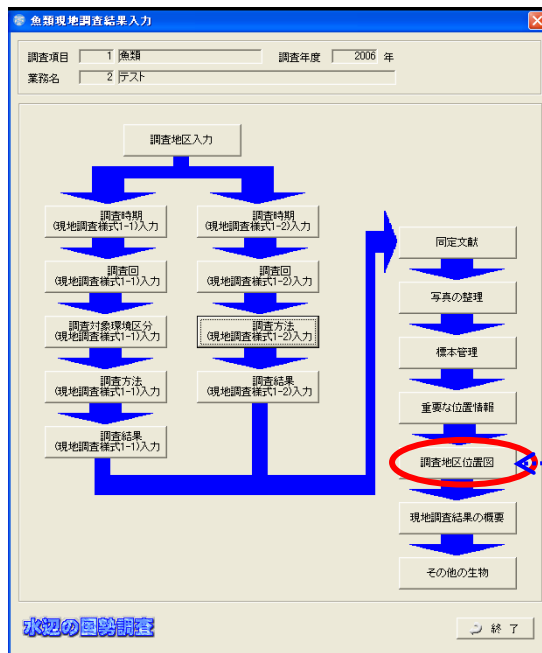 魚類現地調査結果入力
調査項目 1 魚類 調査年度 2006 年
業務名 2 テスト
調査地区入力
調査時期
(現地調査様式1-1)入力
調査回
(現地調査様式1-1)入力
調査対象環境区分
(現地調査様式1-1)入力
調査方法
(現地調査様式1-1)入力
調査結果
(現地調査様式1-1)入力
調査時期
(現地調査様式1-2)入力
調査回
(現地調査様式1-2)入力
調査方法
(現地調査様式1-2)入力
調査結果
(現地調査様式1-2)入力
同定文献
写真の整理
標本管理
重要な位置情報
調査地区位置図
現地調査結果の概要
その他の生物
水辺の国勢調査
終 了